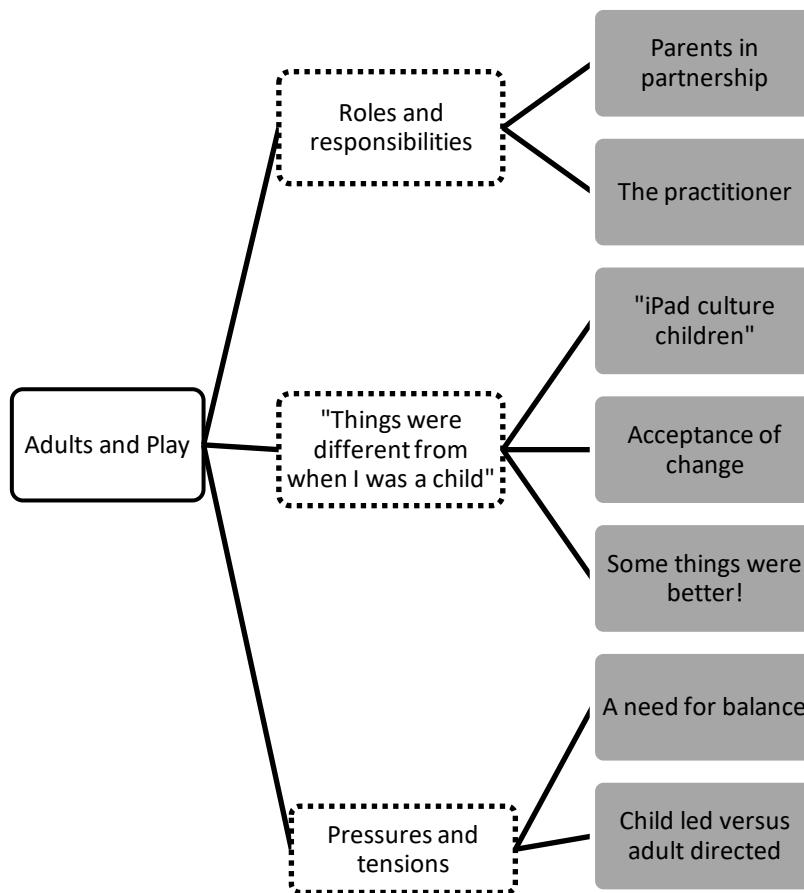 Adults and Play
Roles and
responsibilities
Parents in
partnership
The practitioner
"Things were
different from
when I was a child"
"iPad culture
children"
Acceptance of
change
Some things were
better!
Pressures and
tensions
A need for balance
Child led versus
adult directed